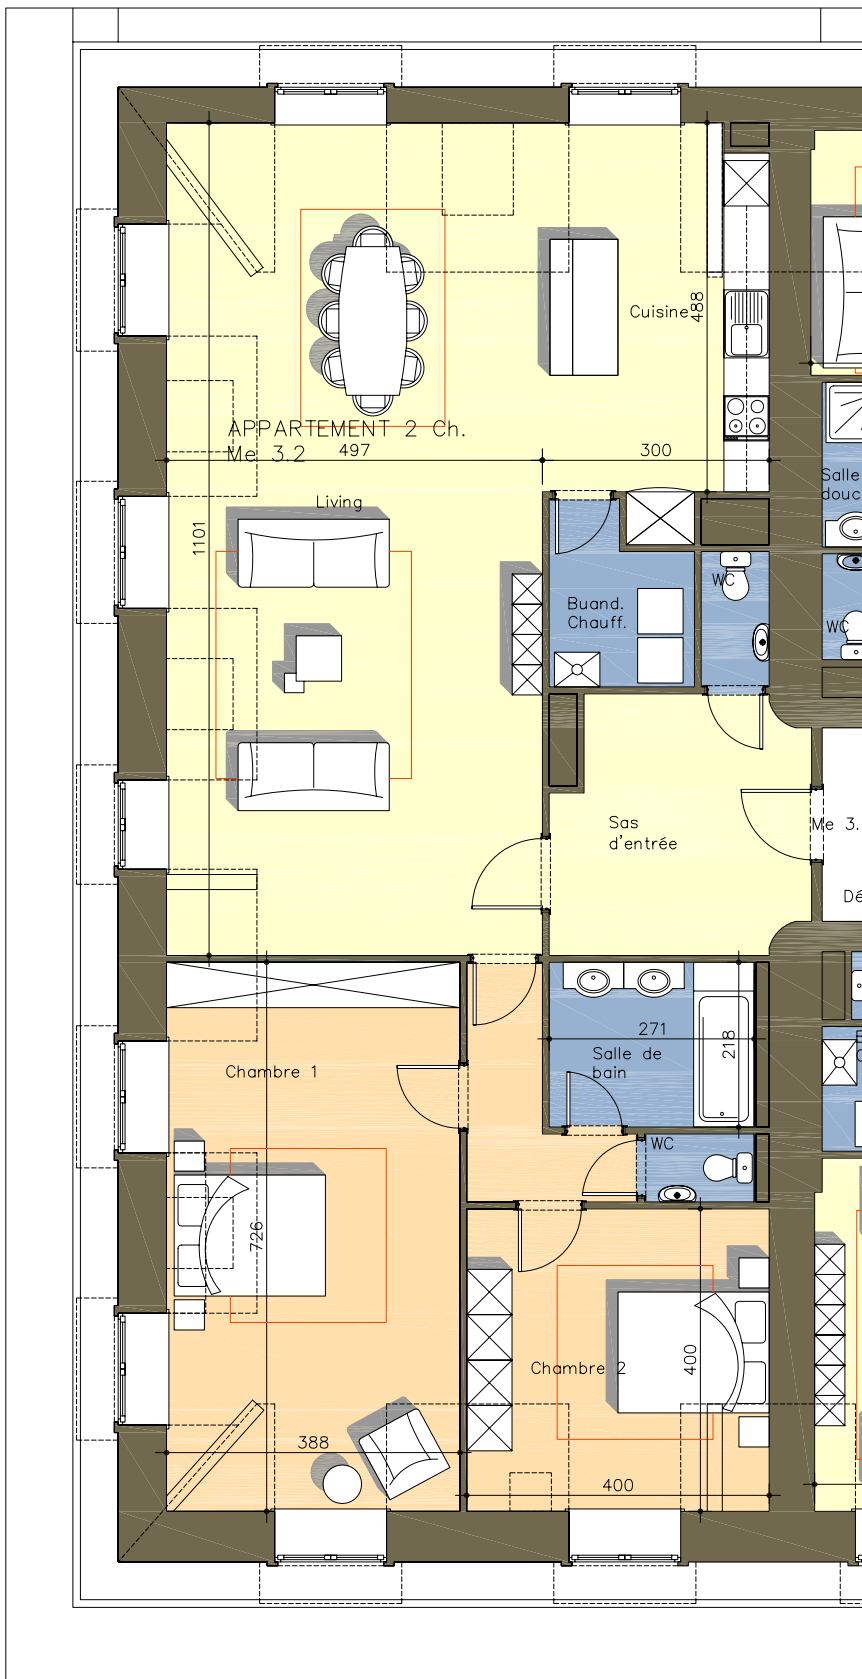 Cuisine
488
APPARTEMENT 2 Ch.
Me 3.2
497
300
Living
1101
Salle
douc
Buand.
Chauff.
WC
WC
Sas
d'entrée
Me 3.
Dé
271
218
Salle de
bain
Chambre 1
WC
726
Chambre 2
400
388
400